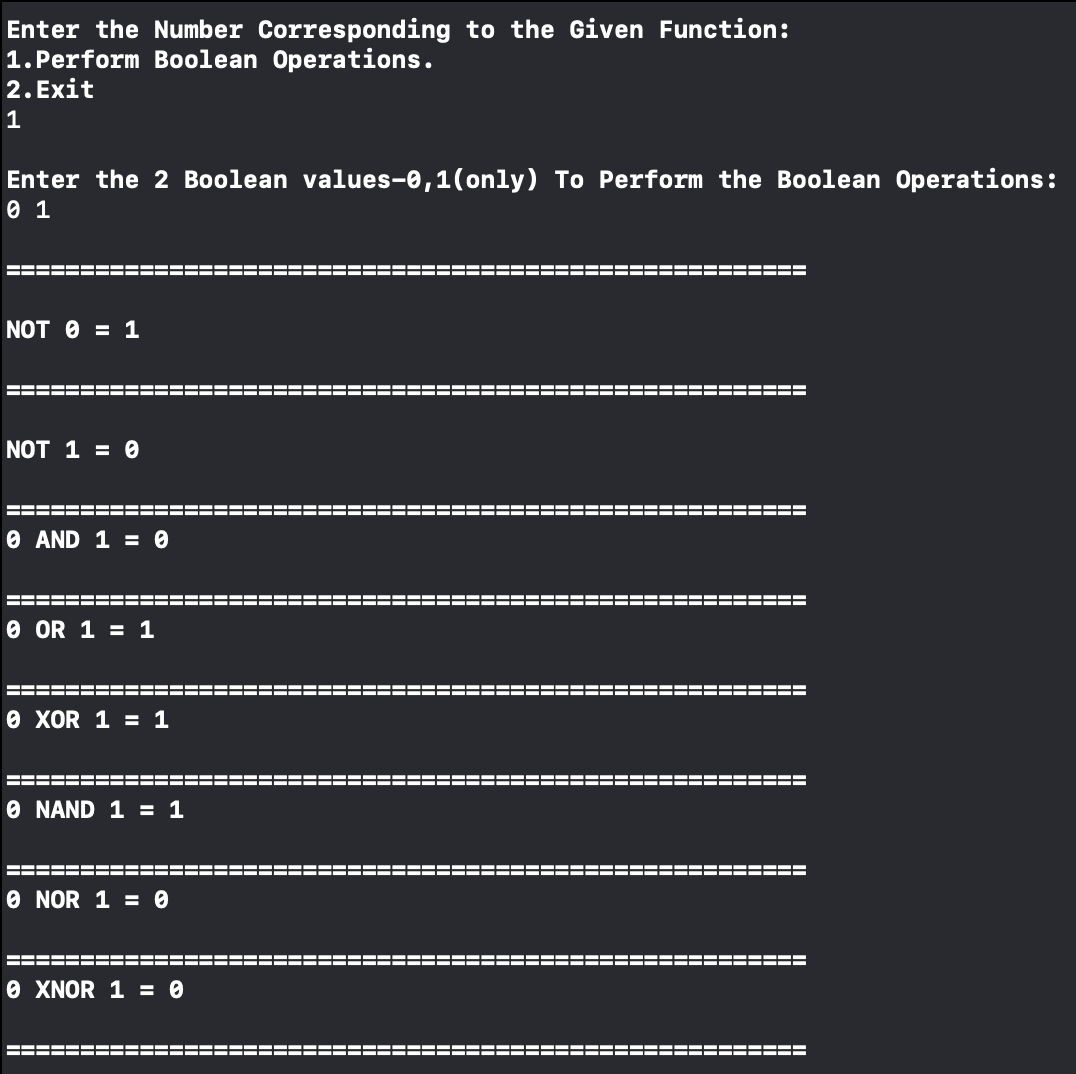 Enter the Number Corresponding to the Given Function:
1.Perform Boolean Operations.
2.Exit
1
Enter the 2 Boolean values-0,1(only) To Perform the Boolean Operations:
0 1
======================================================
NOT 0 = 1
======================================================
NOT 1 = 0
======================================================
0 AND 1 = 0
======================================================
0 OR 1 = 1
======================================================
0 XOR 1 = 1
======================================================
0 NAND 1 = 1
======================================================
0 NOR 1 = 0
======================================================
0 XNOR 1 = 0
======================================================